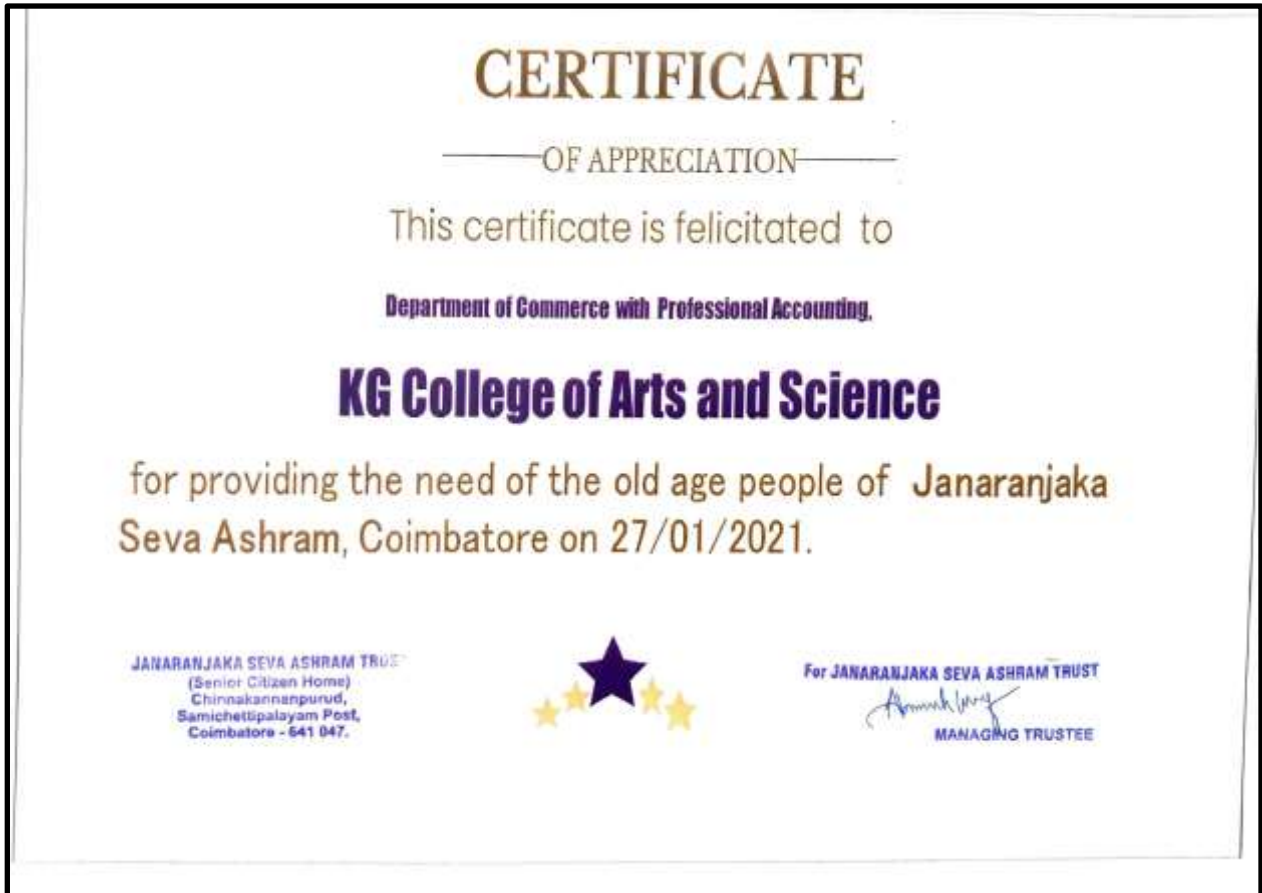 CERTIFICATE
OF APPRECIATION
This certificate is felicitated to
Department of Commerce with Professional Accounting,
KG College of Arts and Science
for providing the need of the old age people of Janaranjaka
Seva Ashram, Coimbatore on 27/01/2021.
JANARANJAKA SEVA ASHRAM TRUST
(Senior Citizen Home)
Chinnakannanpurud,
Samichettipalayam Post,
Coimbatore - 641 047.
For JANARANJAKA SEVA ASHRAM TRUST
MANAGING TRUSTEE